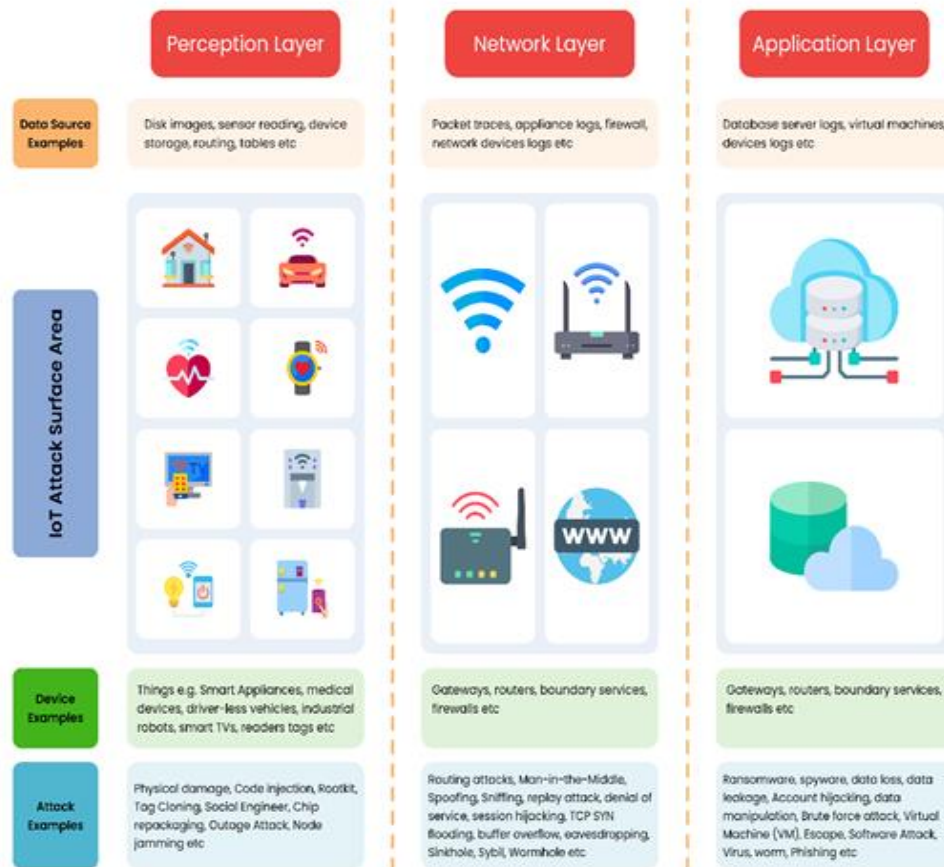 Perception Layer
Network Layer
Application Layer
Data Source
Examples
Disk images, sensor reading, device
storage, routing, tables etc
Packet traces, appliance logs, firewall,
network devices logs etc
Database server logs, virtual machines
devices logs etc
IoT Attack Surface Area
TV
WWW
Device
Examples
Things e.g. Smart Appliances, medical
devices, driver-less vehicles, industrial
robots, smart TVs, readers tags etc
Gateways, routers, boundary services,
firewalls etc
Gateways, routers, boundary services,
firewalls etc
Attack
Examples
Physical damage, Code injection, Rootkit,
Tag Cloning, Social Engineer, Chip
repackaging, Outage Attack, Node
jamming etc
Routing attacks, Man-in-the-Middle,
Spoofing, Sniffing, replay attack, denial of
service, session hijacking, TCP SYN
flooding, buffer overflow, eavesdropping,
Sinkhole, Sybil, Wormhole etc
Ransomware, spyware, data loss, data
leakage, Account hijacking, data
manipulation, Brute force attack, Virtual
Machine (VM), Escape, Software Attack,
Virus, worm, Phishing etc